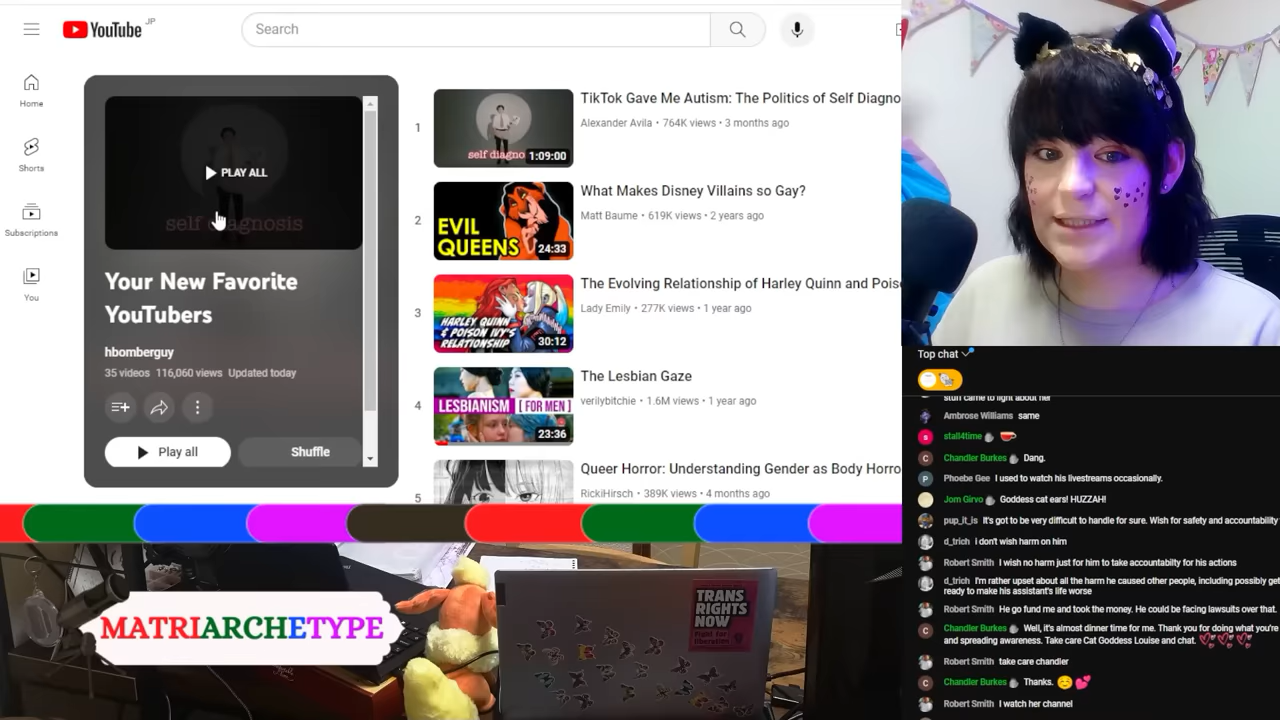 YouTube JP
Search
Home
Shorts
Subscriptions
You
PLAY ALL
self diagnosis
Your New Favorite
YouTubers
hbomberguy
35 videos 116,060 views Updated today
Play all
Shuffle
1
self diagno
1:09:00
TikTok Gave Me Autism: The Politics of Self Diagno
Alexander Avila • 764K views • 3 months ago
2
EVIL
QUEENS
24:33
What Makes Disney Villains so Gay?
Matt Baume • 619K views • 2 years ago
3
HARLEY QUINN
& POISON IVY'S
RELATIONSHIP
30:12
The Evolving Relationship of Harley Quinn and Pois
Lady Emily • 277K views • 1 year ago
4
LESBIANISM [FOR MEN]
23:36
The Lesbian Gaze
verilybitchie • 1.6M views • 1 year ago
5
Queer Horror: Understanding Gender as Body Horro
RickiHirsch • 389K views • 4 months ago
MATRIARCHETYPE
TRANS
RIGHTS
NOW
Fight for
liberation
Top chat
stuff came to light about her
Ambrose Williams same
stall4time
Chandler Burkes Dang.
Phoebe Gee I used to watch his livestreams occasionally.
Jom Girvo Goddess cat ears! HUZZAH!
pup_it_is It's got to be very difficult to handle for sure. Wish for safety and accountability
d_trich i don't wish harm on him
Robert Smith I wish no harm just for him to take accountabilty for his actions
d_trich I'm rather upset about all the harm he caused other people, including possibly get
ready to make his assistant's life worse
Robert Smith He go fund me and took the money. He could be facing lawsuits over that.
Chandler Burkes Well, it's almost dinner time for me. Thank you for doing what you're
and spreading awareness. Take care Cat Goddess Louise and chat.
Robert Smith take care chandler
Chandler Burkes Thanks.
Robert Smith I watch her channel